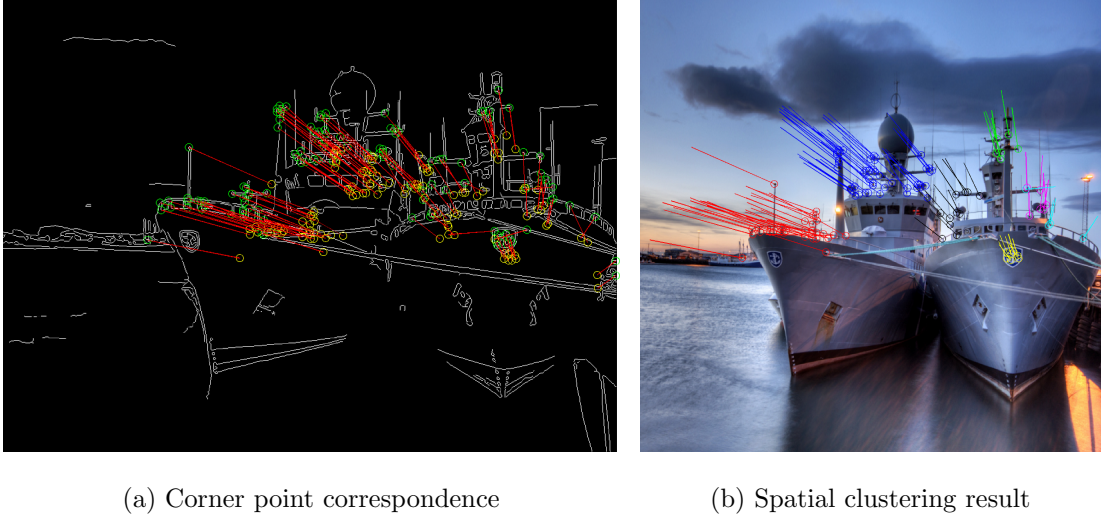 (a) Corner point correspondence
(b) Spatial clustering result